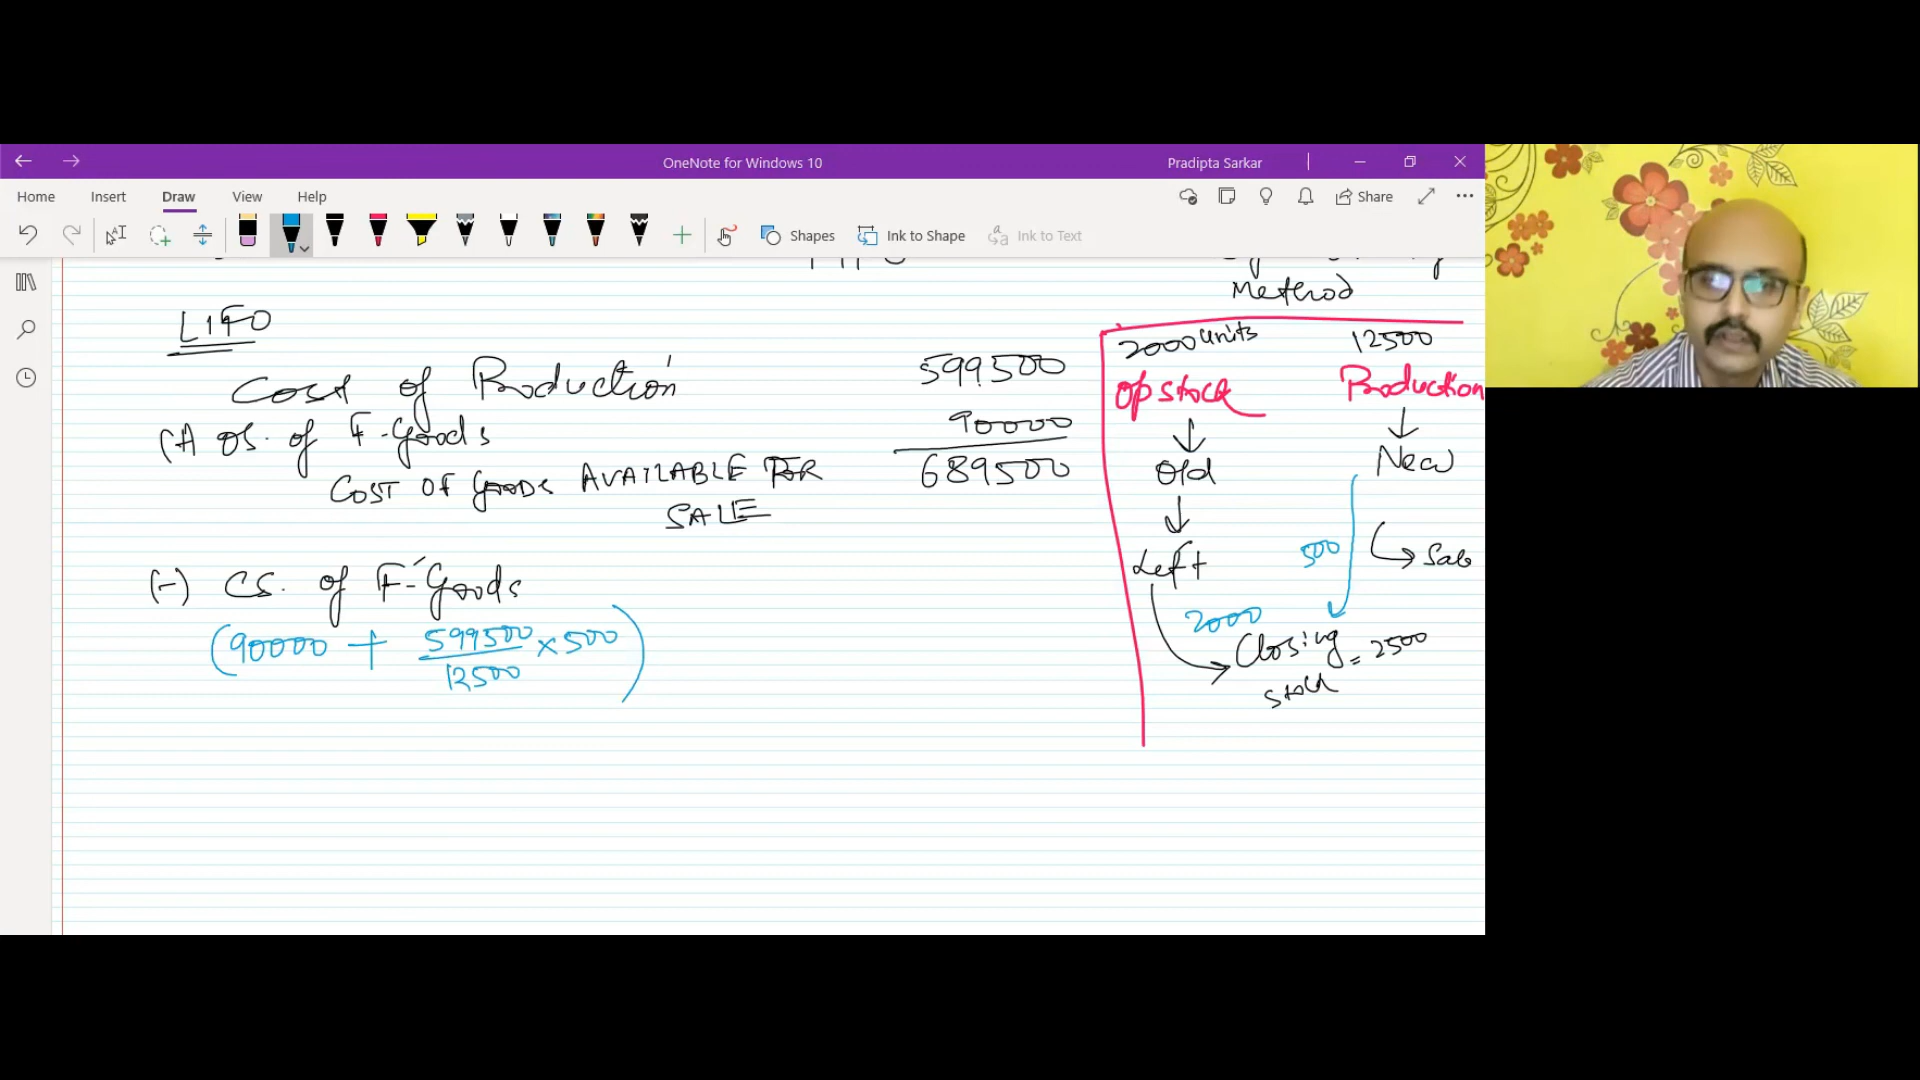 OneNote for Windows 10
Pradipta Sarkar
Home Insert Draw View Help
Share
Shapes Ink to Shape Ink to Text
Method
LIFO
Cost of Production 599500
(+) OS. of F-Goods 90000
COST OF GOODS AVAILABLE FOR 689500
SALE
(-) CS. of F-Goods
(90000 + 599500/12500 × 500)
2000 units 12500
Op stock Production
Old New
Left 500 Sale
2000
Closing = 2500
stock